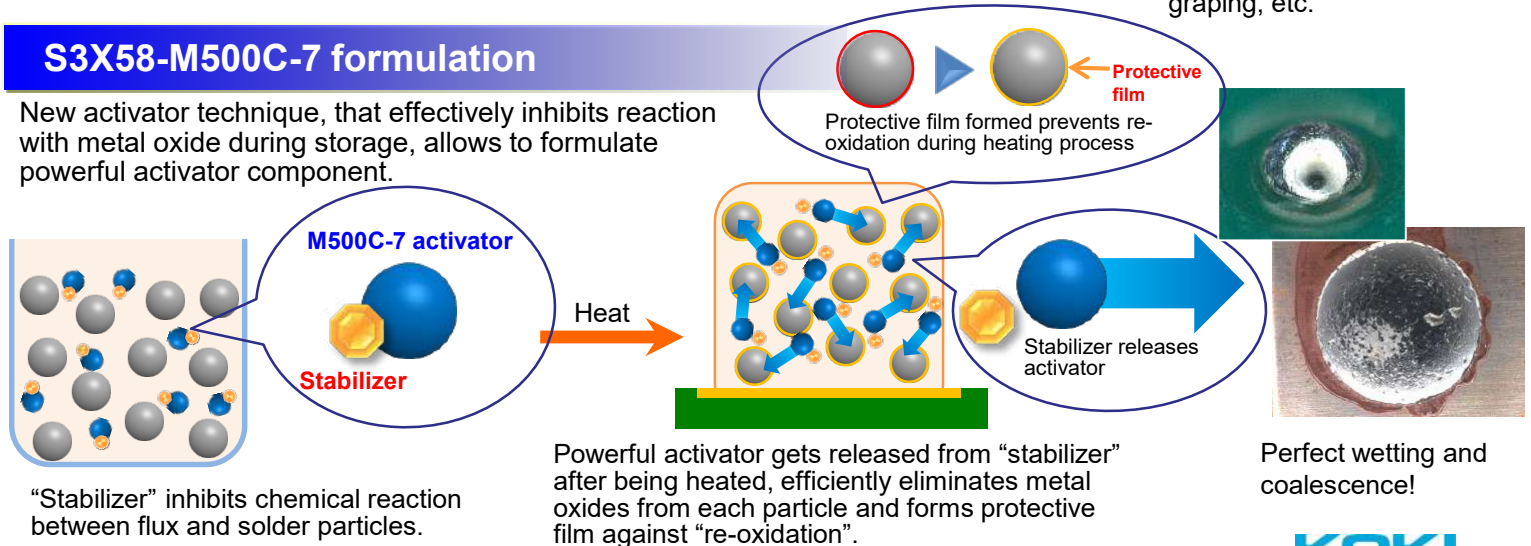 graping, etc.
S3X58-M500C-7 formulation
New activator technique, that effectively inhibits reaction
with metal oxide during storage, allows to formulate
powerful activator component.
Protective
film
Protective film formed prevents re-
oxidation during heating process
M500C-7 activator
Stabilizer
Heat
Stabilizer releases
activator
"Stabilizer" inhibits chemical reaction
between flux and solder particles.
Powerful activator gets released from “stabilizer”
after being heated, efficiently eliminates metal
oxides from each particle and forms protective
film against “re-oxidation”.
Perfect wetting and
coalescence!
KOKI